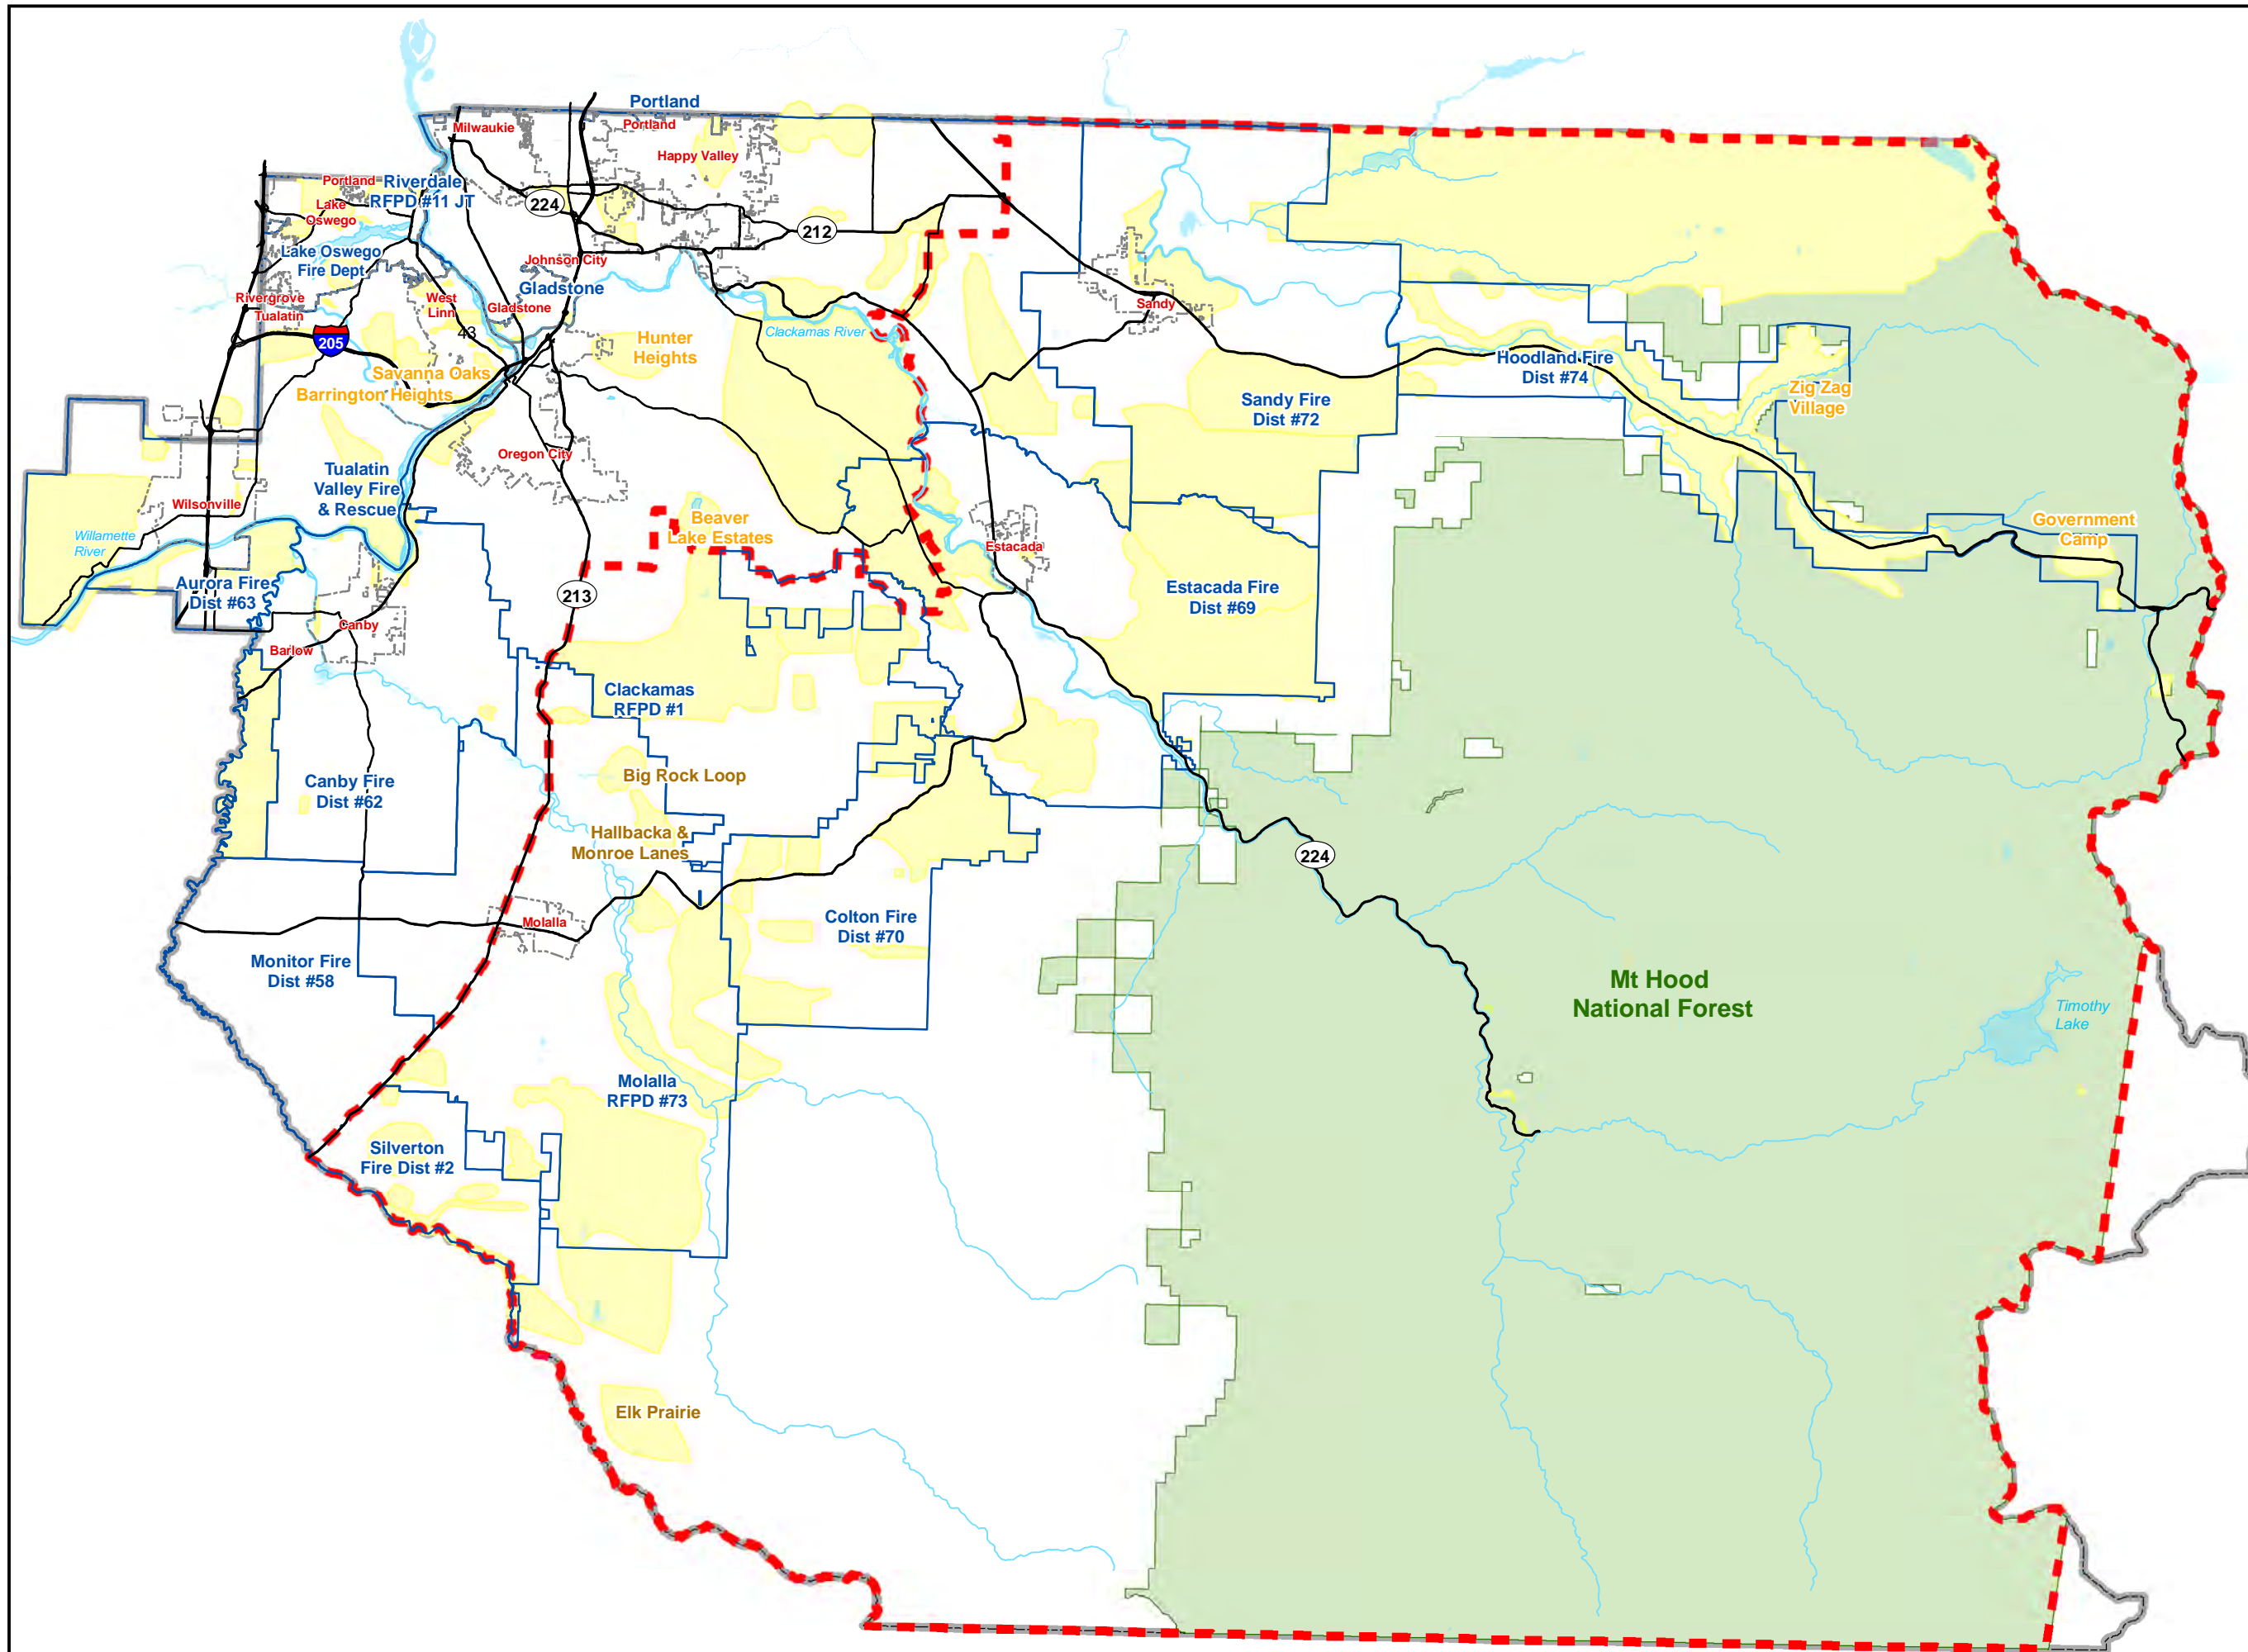 Portland
Milwaukie
Portland
Happy Valley
Portland
Riverdale
RFPD #11 JT
Lake
Oswego
224
212
Lake Oswego
Fire Dept
Johnson City
Gladstone
Rivergrove
Tualatin
West
Linn
Gladstone
43
205
Clackamas River
Sandy
Hunter
Heights
Savanna Oaks
Barrington Heights
Hoodland Fire
Dist #74
Zig Zag
Village
Sandy Fire
Dist #72
Oregon City
Tualatin
Valley Fire
& Rescue
Wilsonville
Willamette
River
Beaver
Lake Estates
Estacada
Government
Camp
Aurora Fire
Dist #63
213
Estacada Fire
Dist #69
Canby
Barlow
Clackamas
RFPD #1
Canby Fire
Dist #62
Big Rock Loop
Hallbacka &
Monroe Lanes
224
Molalla
Colton Fire
Dist #70
Monitor Fire
Dist #58
Mt Hood
National Forest
Timothy
Lake
Molalla
RFPD #73
Silverton
Fire Dist #2
Elk Prairie